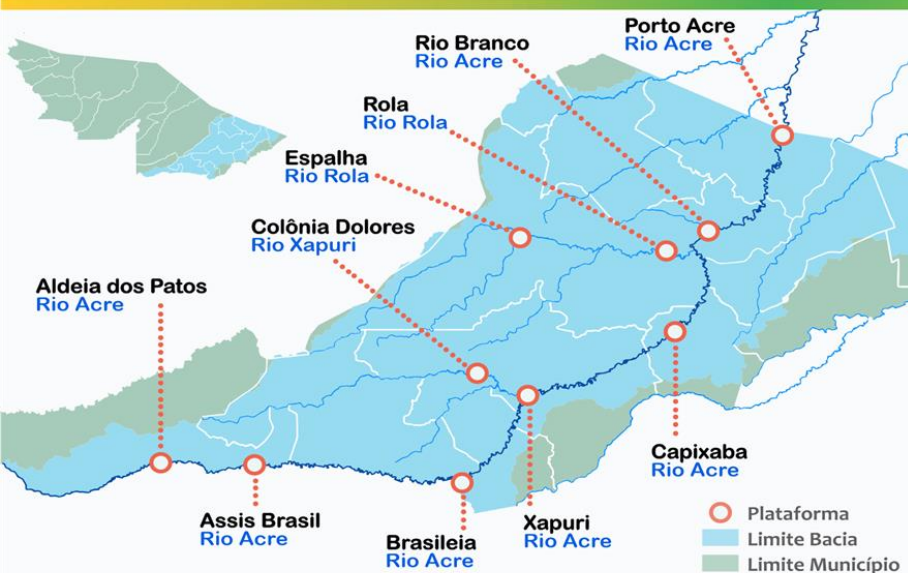 Porto Acre
Rio Acre
Rio Branco
Rio Acre
Rola
Rio Rola
Espalha
Rio Rola
Colônia Dolores
Rio Xapuri
Aldeia dos Patos
Rio Acre
Assis Brasil
Rio Acre
Brasileia
Rio Acre
Xapuri
Rio Acre
Capixaba
Rio Acre
Plataforma
Limite Bacia
Limite Município